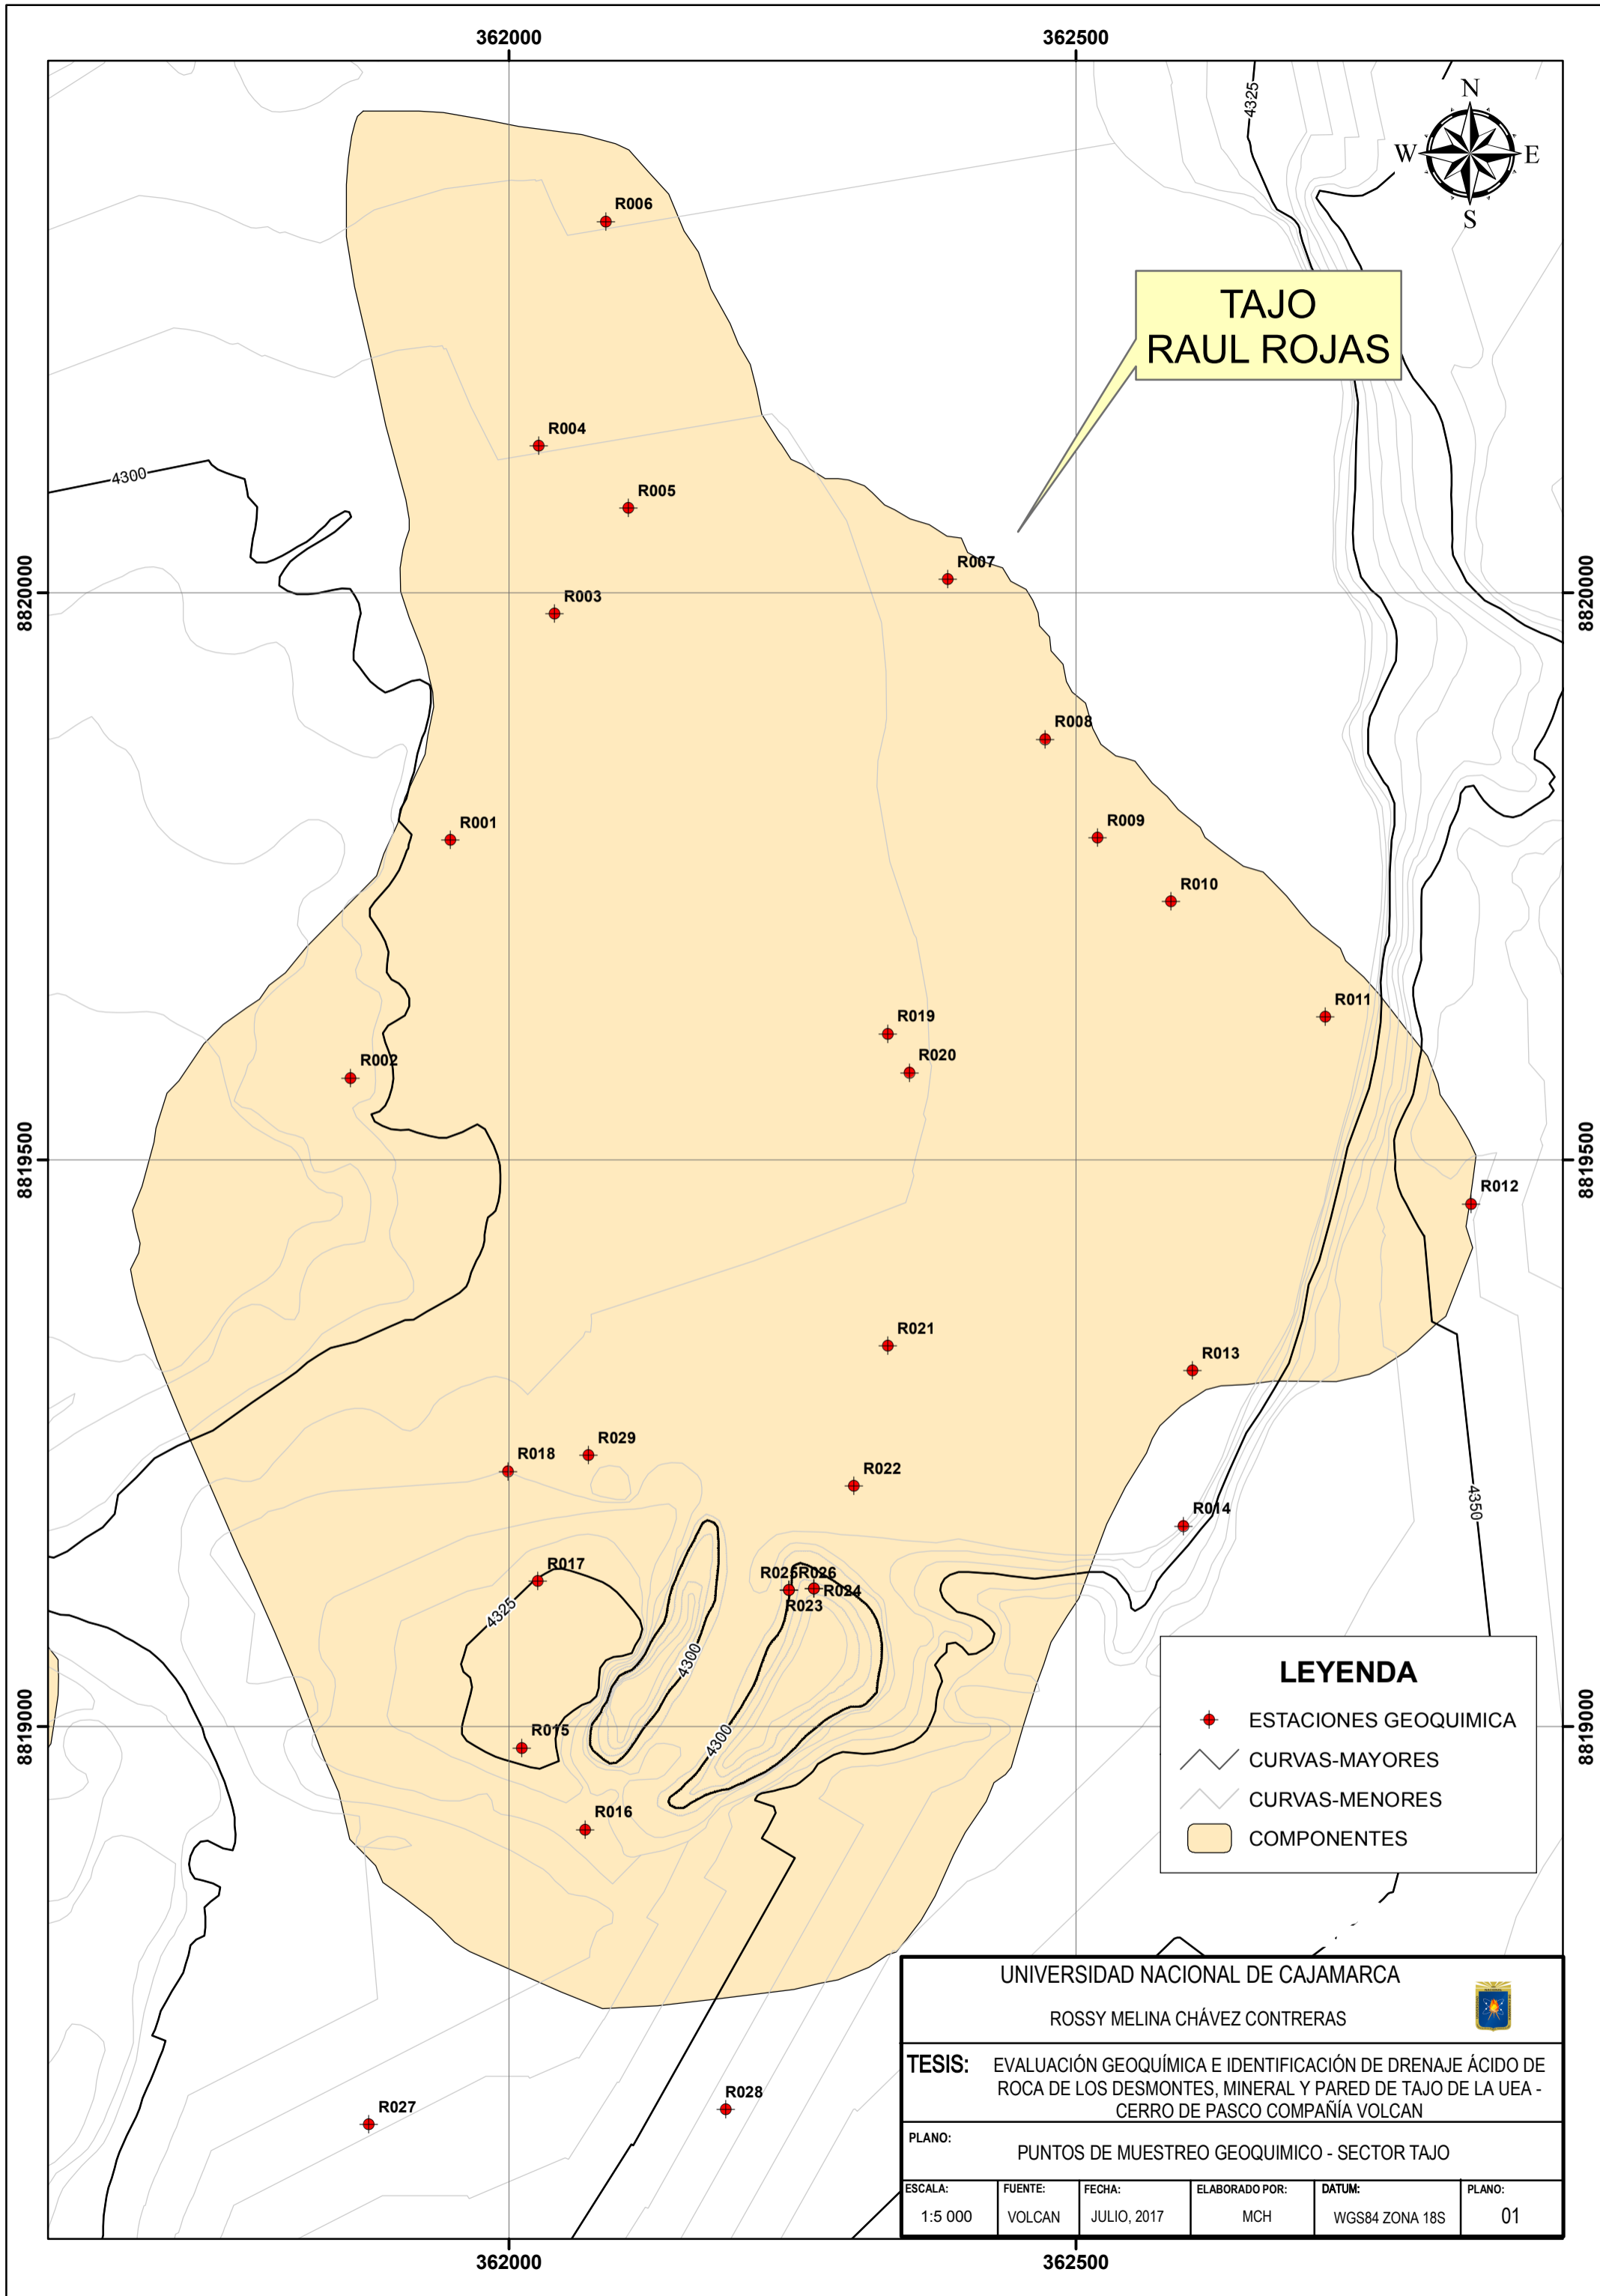 362000
362500
4325
N
W
E
S
R006
TAJO
RAUL ROJAS
R004
4300
R005
R007
8820000
8820000
R003
R008
R001
R009
R010
R011
R019
R002
R020
8819500
8819500
R012
R021
R013
R029
R018
R022
4350
R014
R017
R025
R026
R024
R023
4325
4300
LEYENDA
ESTACIONES GEOQUIMICA
CURVAS-MAYORES
CURVAS-MENORES
COMPONENTES
8819000
8819000
R015
4300
R016
UNIVERSIDAD NACIONAL DE CAJAMARCA
ROSSY MELINA CHÁVEZ CONTRERAS
TESIS:
EVALUACIÓN GEOQUÍMICA E IDENTIFICACIÓN DE DRENAJE ÁCIDO DE
ROCA DE LOS DESMONTES, MINERAL Y PARED DE TAJO DE LA UEA -
CERRO DE PASCO COMPAÑÍA VOLCAN
R027
R028
PLANO:
PUNTOS DE MUESTREO GEOQUIMICO - SECTOR TAJO
ESCALA:
1:5 000
FUENTE:
VOLCAN
FECHA:
JULIO, 2017
ELABORADO POR:
MCH
DATUM:
WGS84 ZONA 18S
PLANO:
01
362000
362500